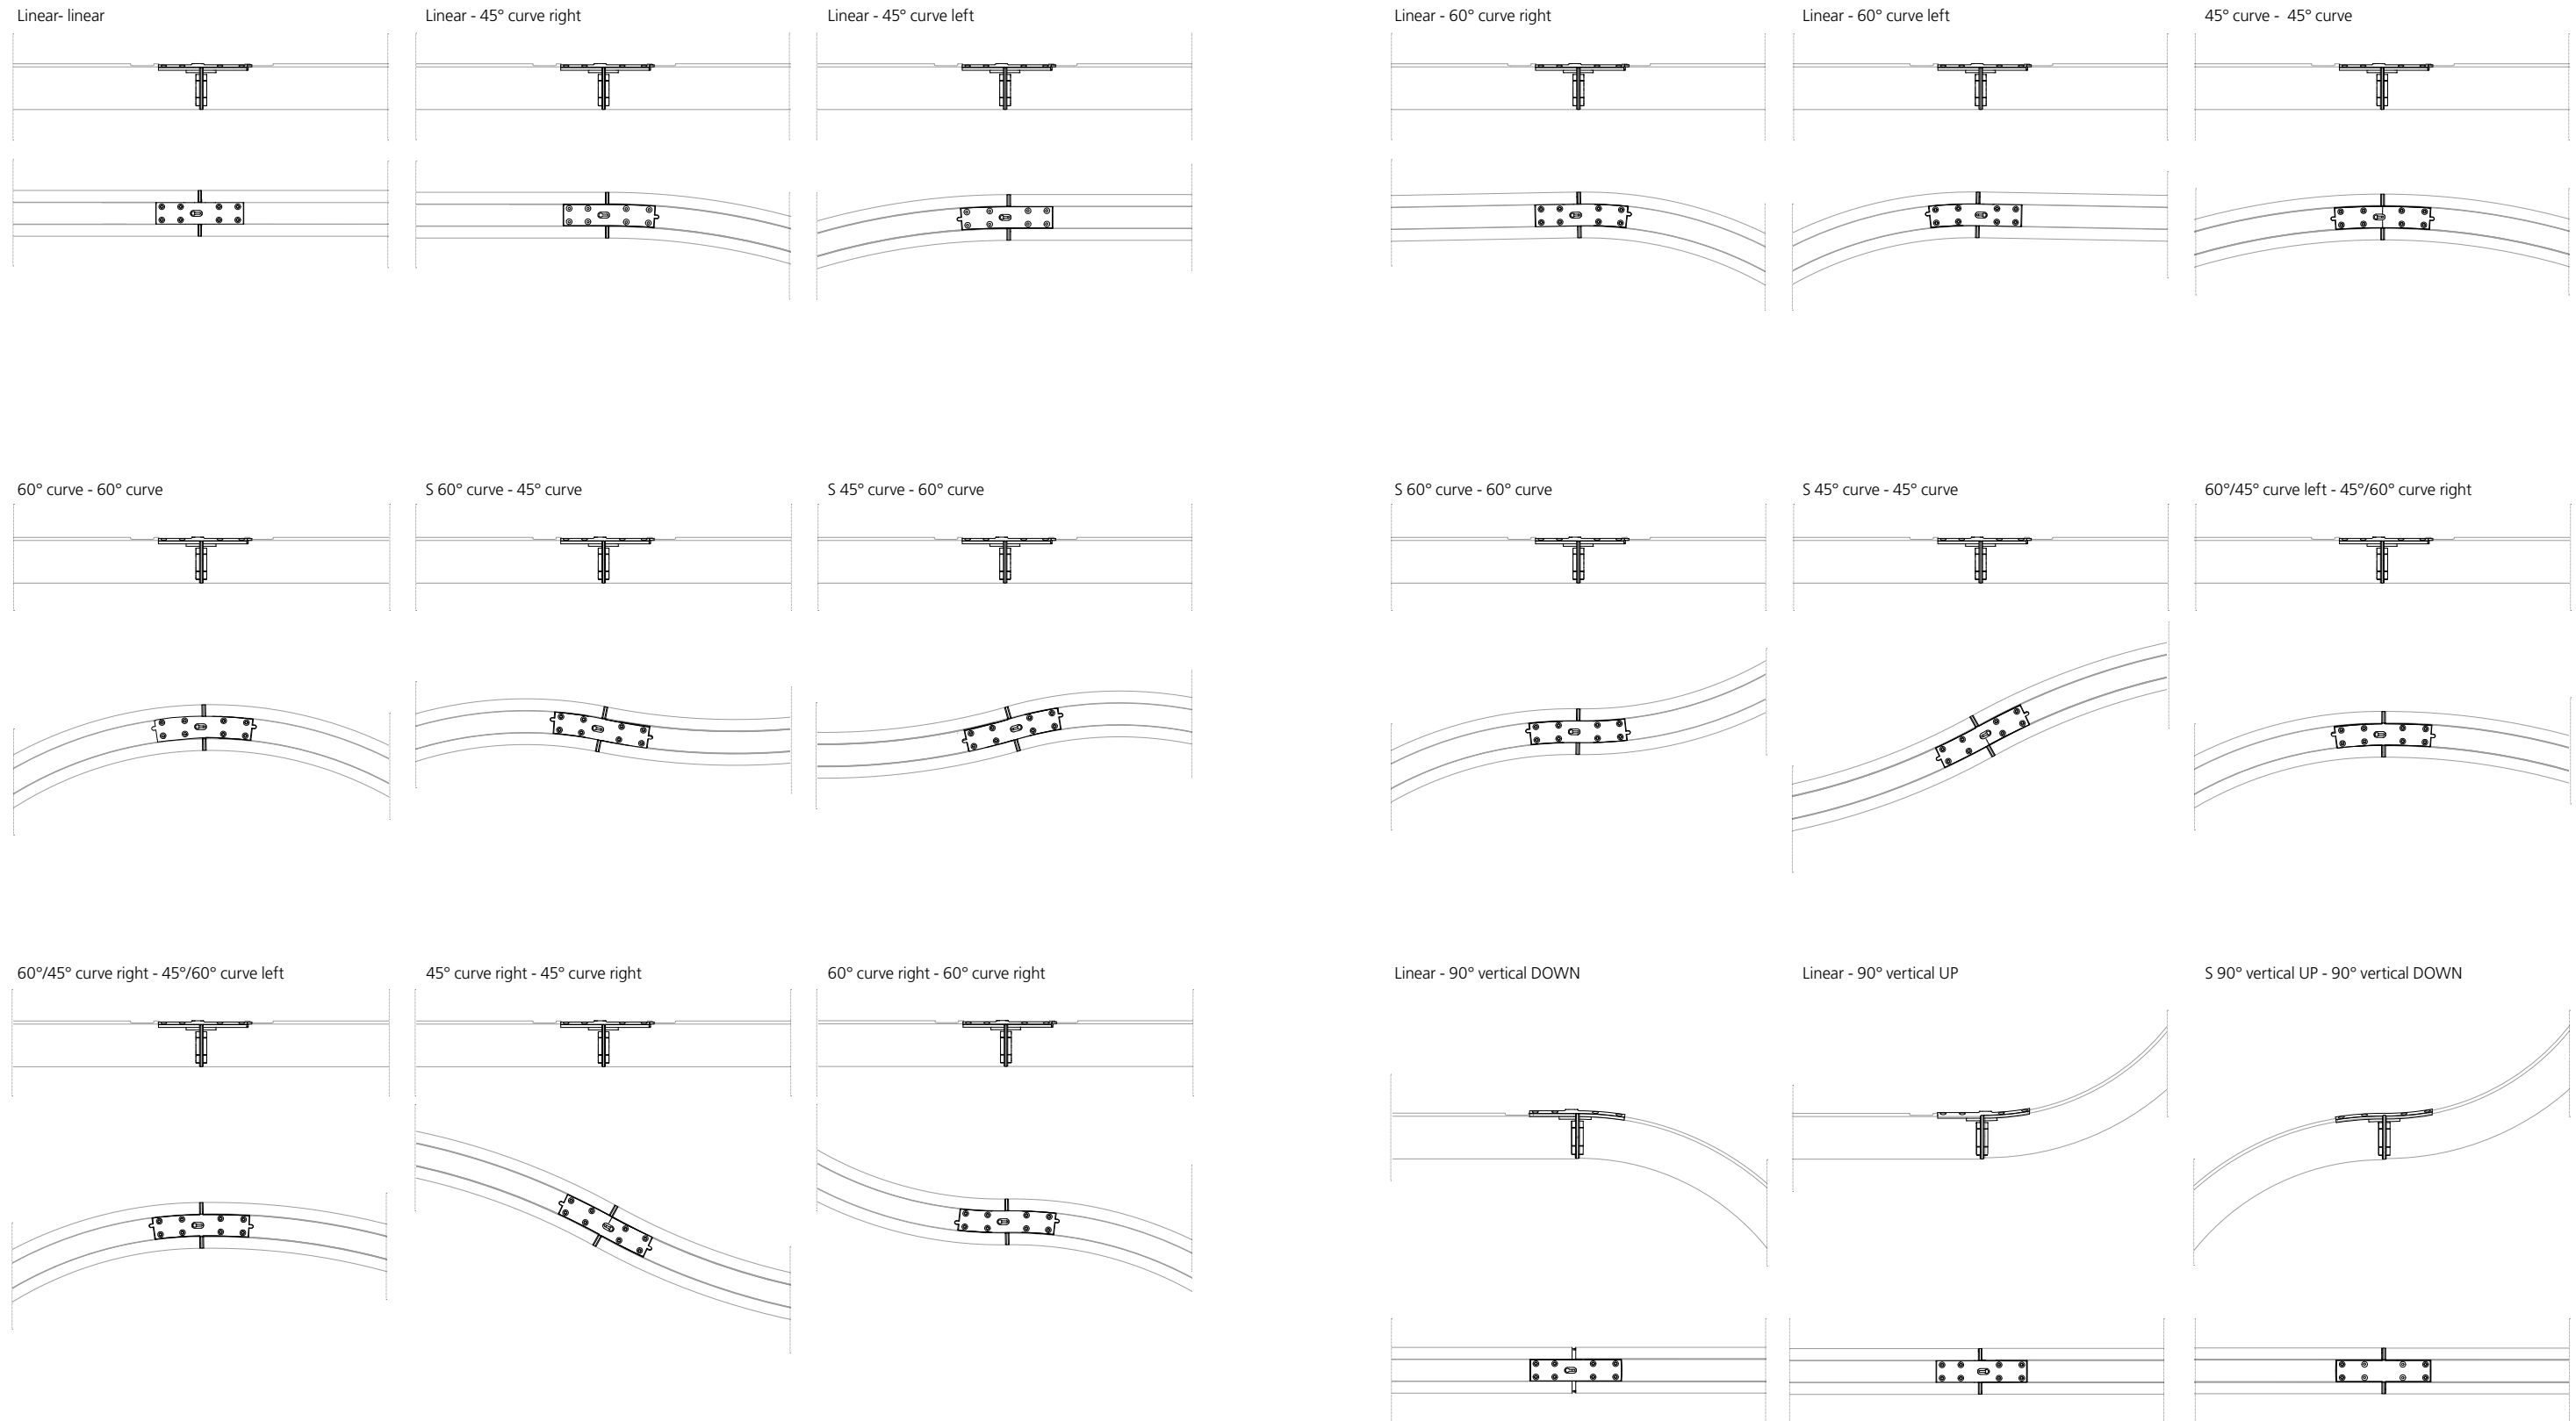 Linear- linear
Linear - 45° curve right
Linear - 45° curve left
Linear - 60° curve right
Linear - 60° curve left
45° curve -  45° curve
60° curve - 60° curve
S 60° curve - 45° curve
S 45° curve - 60° curve
S 60° curve - 60° curve
S 45° curve - 45° curve
60°/45° curve left - 45°/60° curve right
60°/45° curve right - 45°/60° curve left
45° curve right - 45° curve right
60° curve right - 60° curve right
Linear - 90° vertical DOWN
Linear - 90° vertical UP
S 90° vertical UP - 90° vertical DOWN